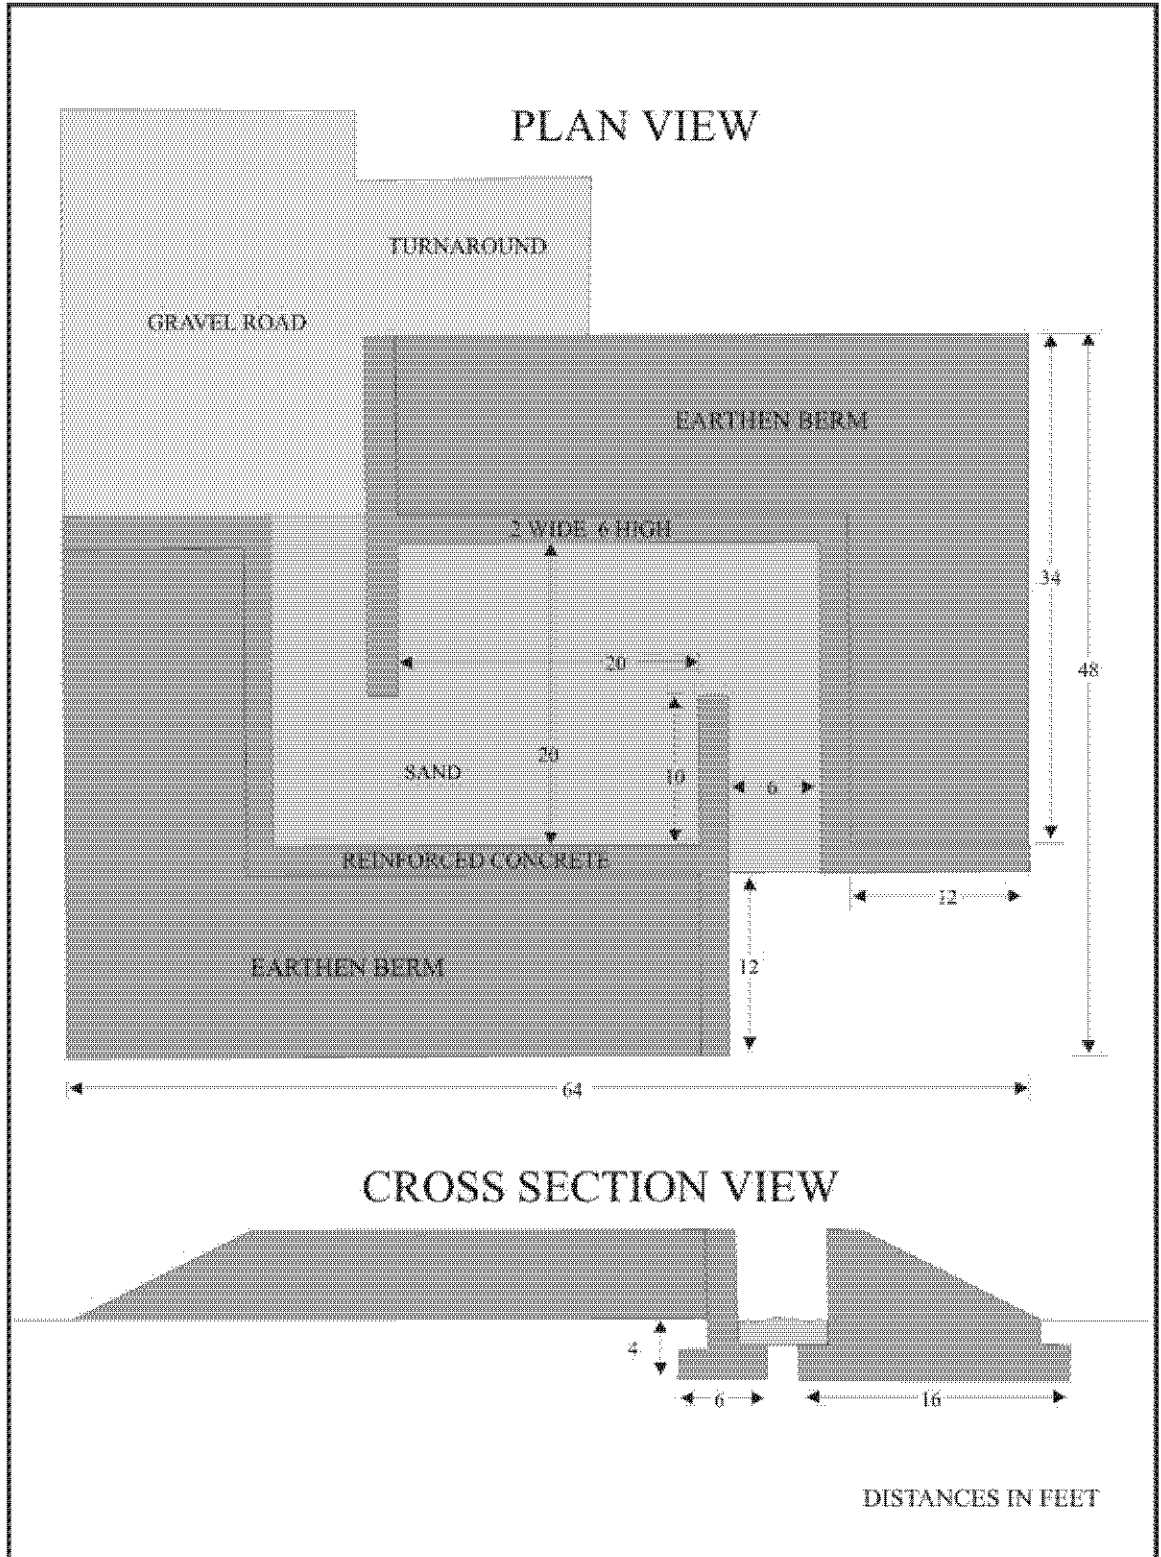 PLAN VIEW
TURNAROUND
GRAVEL ROAD
EARTHEN BERM
2 WIDE 6 HIGH
34
20
48
20
SAND
10
6
REINFORCED CONCRETE
12
EARTHEN BERM
12
64
CROSS SECTION VIEW
4
6
16
DISTANCES IN FEET